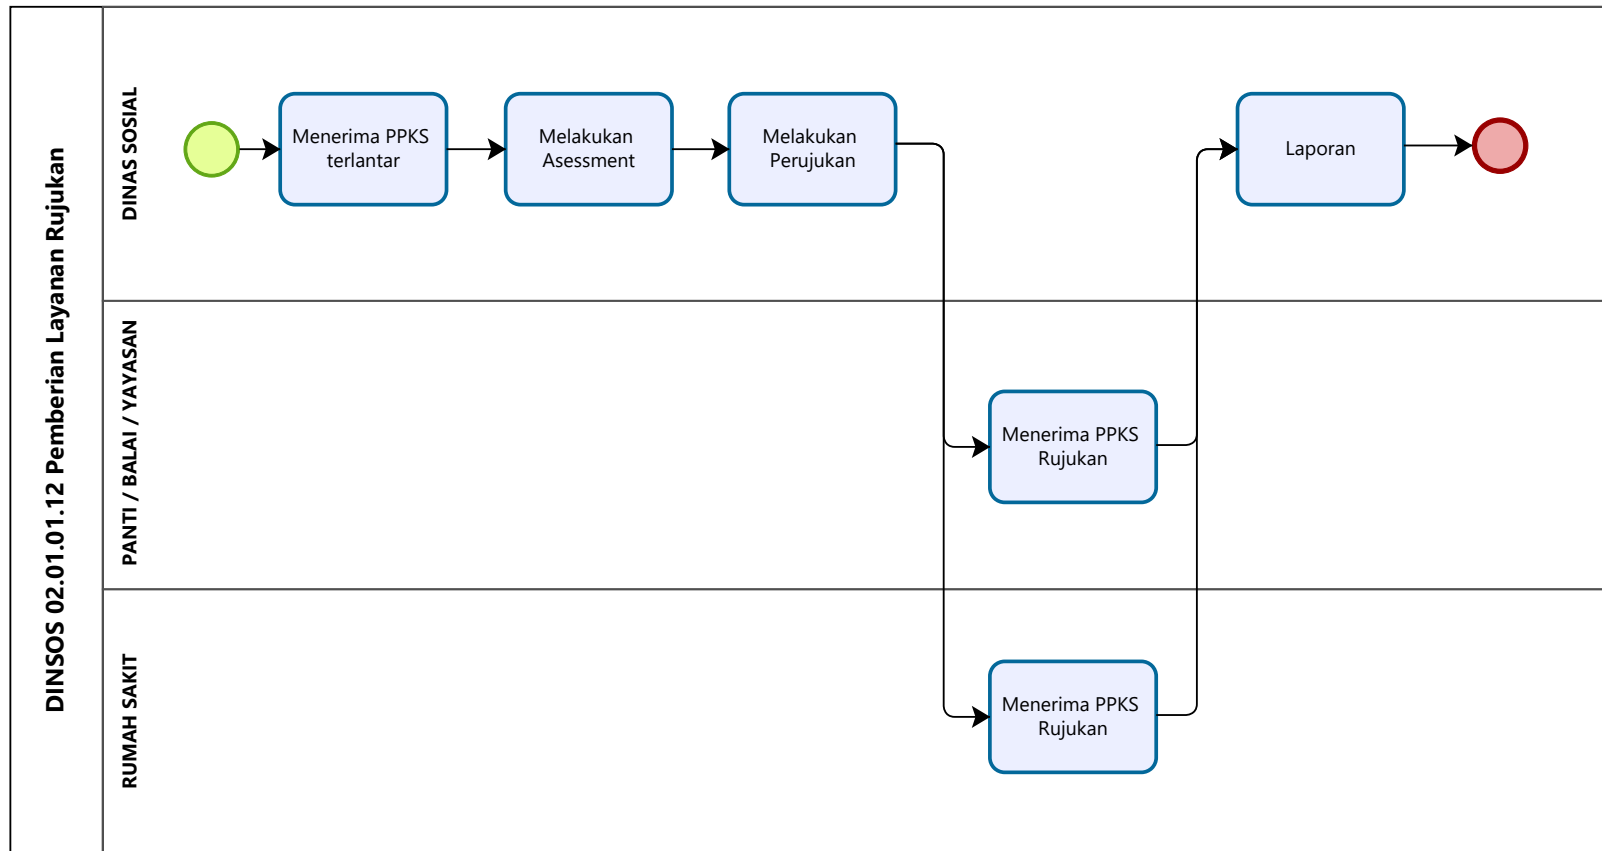 DINSOS 02.01.01.12 Pemberian Layanan Rujukan
DINAS SOSIAL
Menerima PPKS
terlantar
Melakukan
Asessment
Melakukan
Perujukan
Laporan
PANTI / BALAI / YAYASAN
Menerima PPKS
Rujukan
RUMAH SAKIT
Menerima PPKS
Rujukan